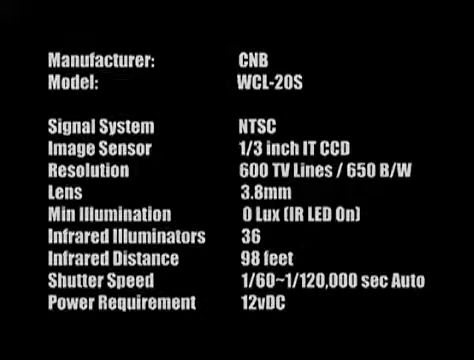 Manufacturer: CNB
Model: WCL-20S
Signal System NTSC
Image Sensor 1/3 inch IT CCD
Resolution 600 TV Lines / 650 B/W
Lens 3.8mm
Min Illumination 0 Lux (IR LED On)
Infrared Illuminators 36
Infrared Distance 98 feet
Shutter Speed 1/60~1/120,000 sec Auto
Power Requirement 12vDC